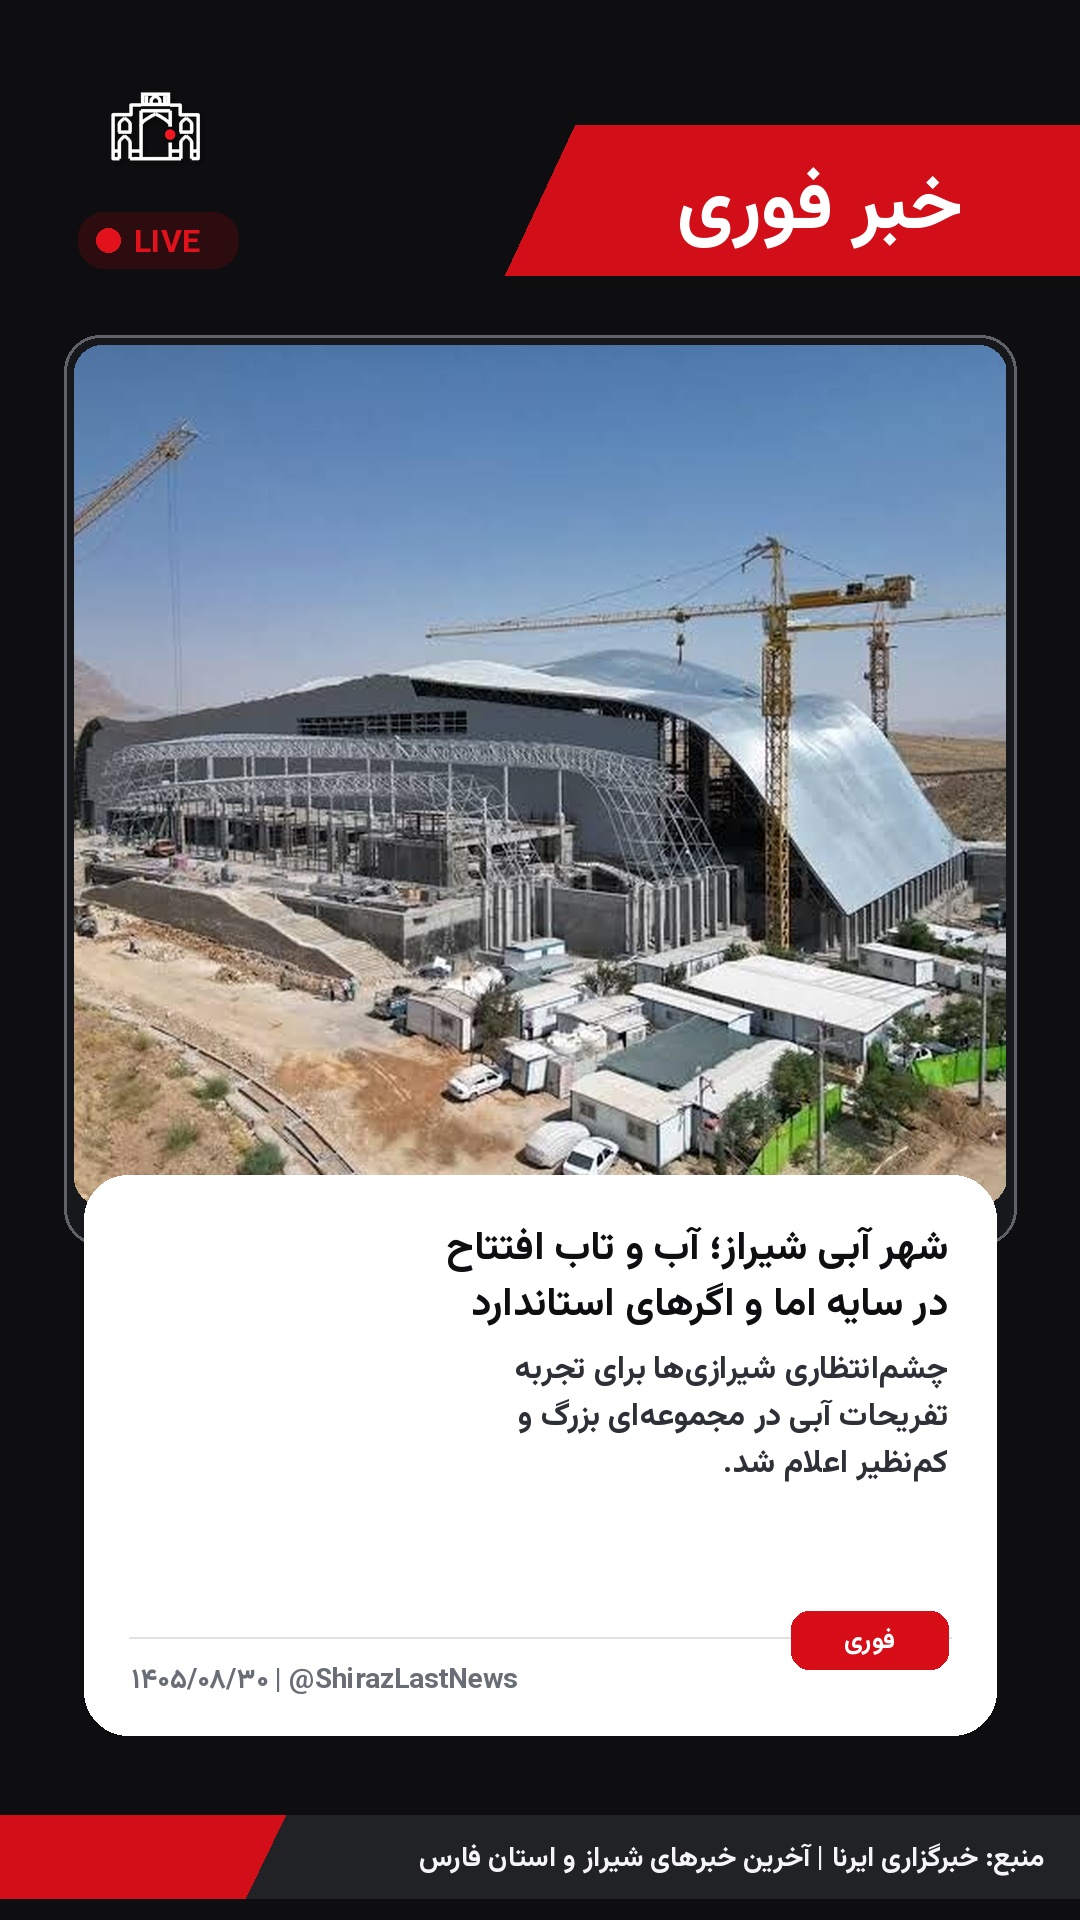 خبر فوری
LIVE
شهر آبی شیراز؛ آب و تاب افتتاح
در سایه اما و اگرهای استاندارد
چشم‌انتظاری شیرازی‌ها برای تجربه
تفریحات آبی در مجموعه‌ای بزرگ و
کم‌نظیر اعلام شد.
فوری
۱۴۰۵/۰۸/۳۰ | @ShirazLastNews
منبع: خبرگزاری ایرنا | آخرین خبرهای شیراز و استان فارس